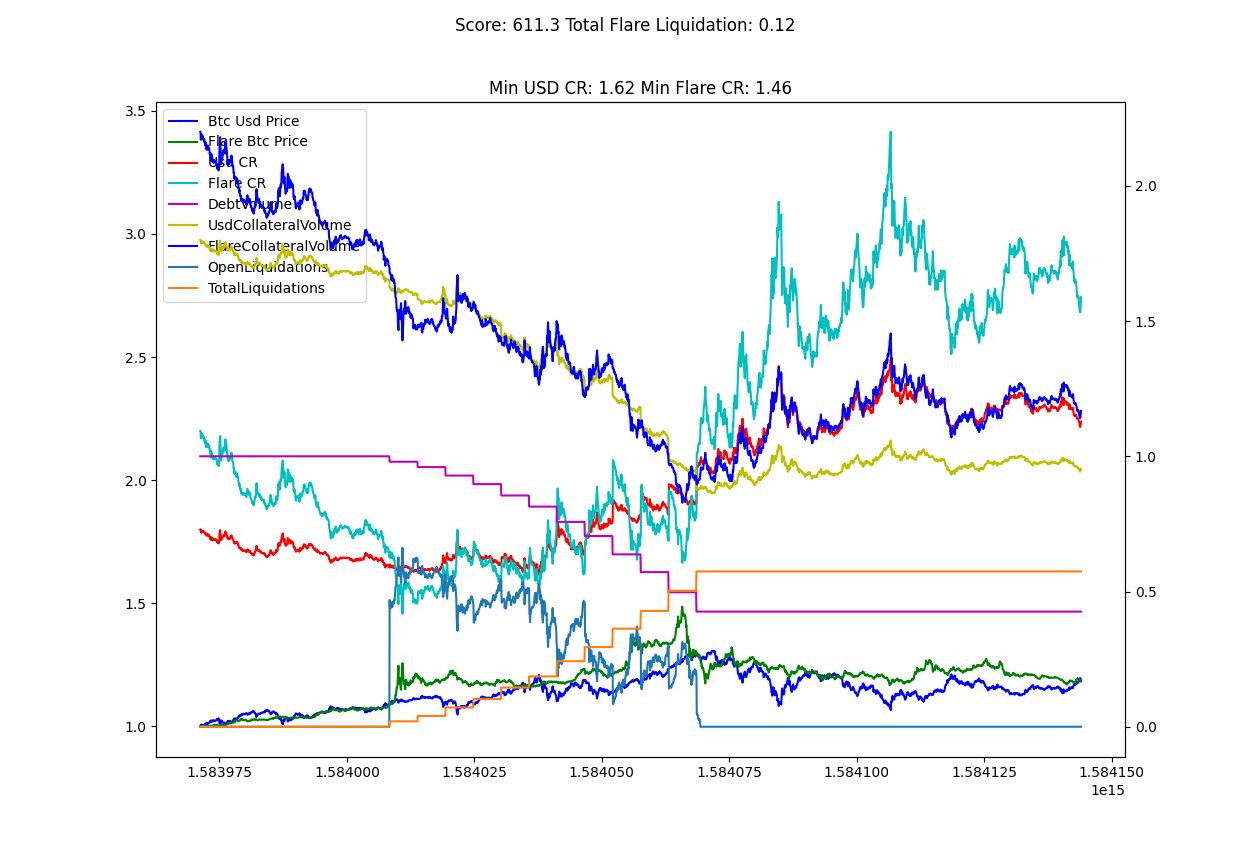 Score: 611.3 Total Flare Liquidation: 0.12
Min USD CR: 1.62 Min Flare CR: 1.46
Btc Usd Price
Flare Btc Price
Usd CR
Flare CR
DebtVolume
UsdCollateralVolume
FlareCollateralVolume
OpenLiquidations
TotalLiquidations
3.5
3.0
2.5
2.0
1.5
1.0
2.0
1.5
1.0
0.5
0.0
1.583975
1.584000
1.584025
1.584050
1.584075
1.584100
1.584125
1.584150
1e15